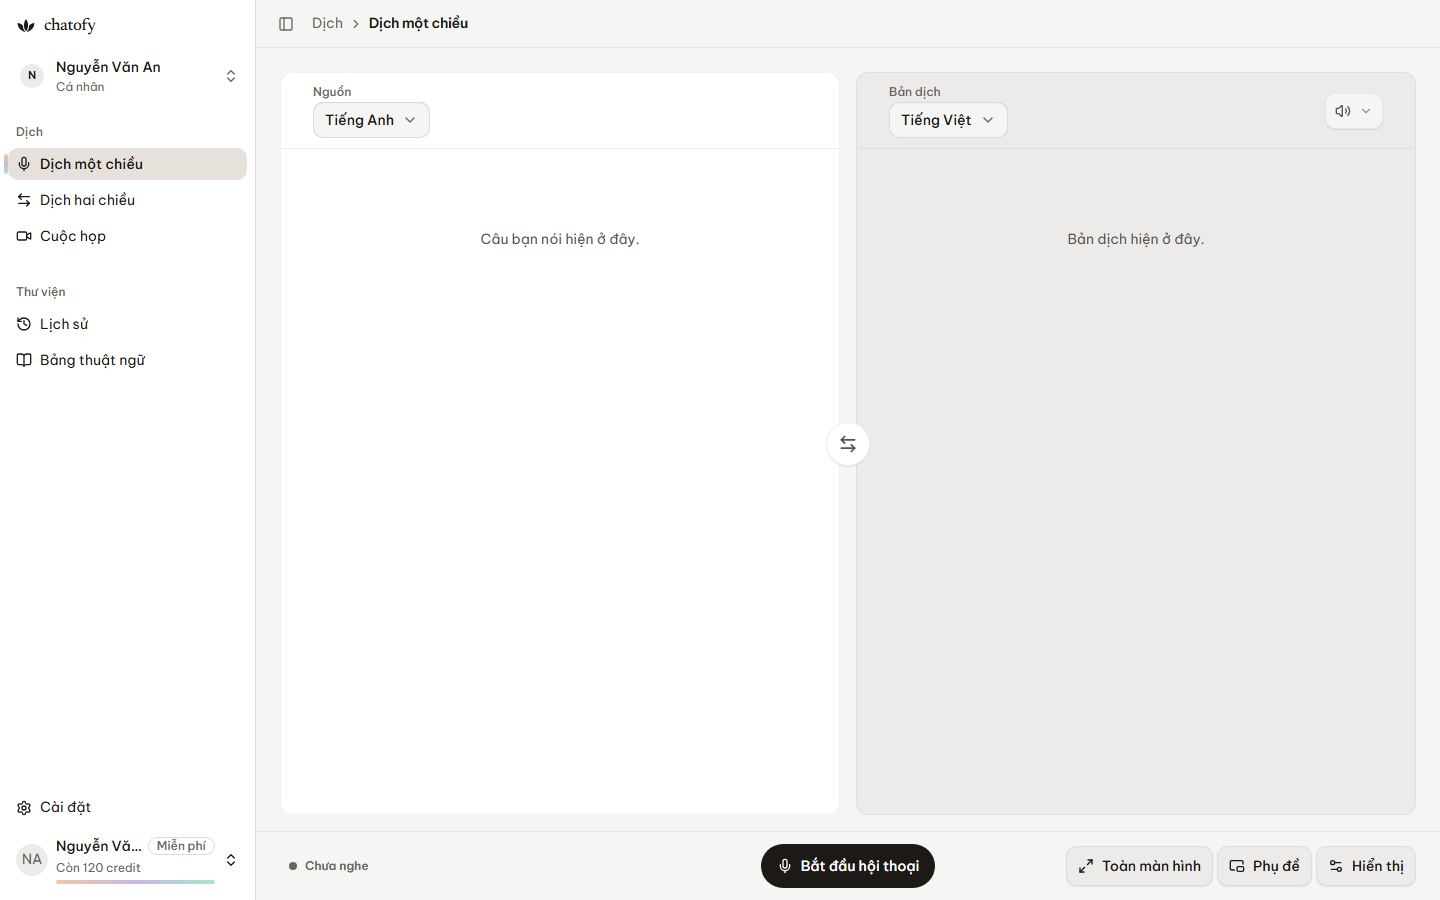 chatofy
N
Nguyễn Văn An
Cá nhân
Dịch
Dịch một chiều
Dịch hai chiều
Cuộc họp
Thư viện
Lịch sử
Bảng thuật ngữ
Cài đặt
NA
Nguyễn Vă... Miễn phí
Còn 120 credit
Dịch > Dịch một chiều
Nguồn
Tiếng Anh
Câu bạn nói hiện ở đây.
Bản dịch
Tiếng Việt
Bản dịch hiện ở đây.
Chưa nghe
Bắt đầu hội thoại
Toàn màn hình
Phụ đề
Hiển thị